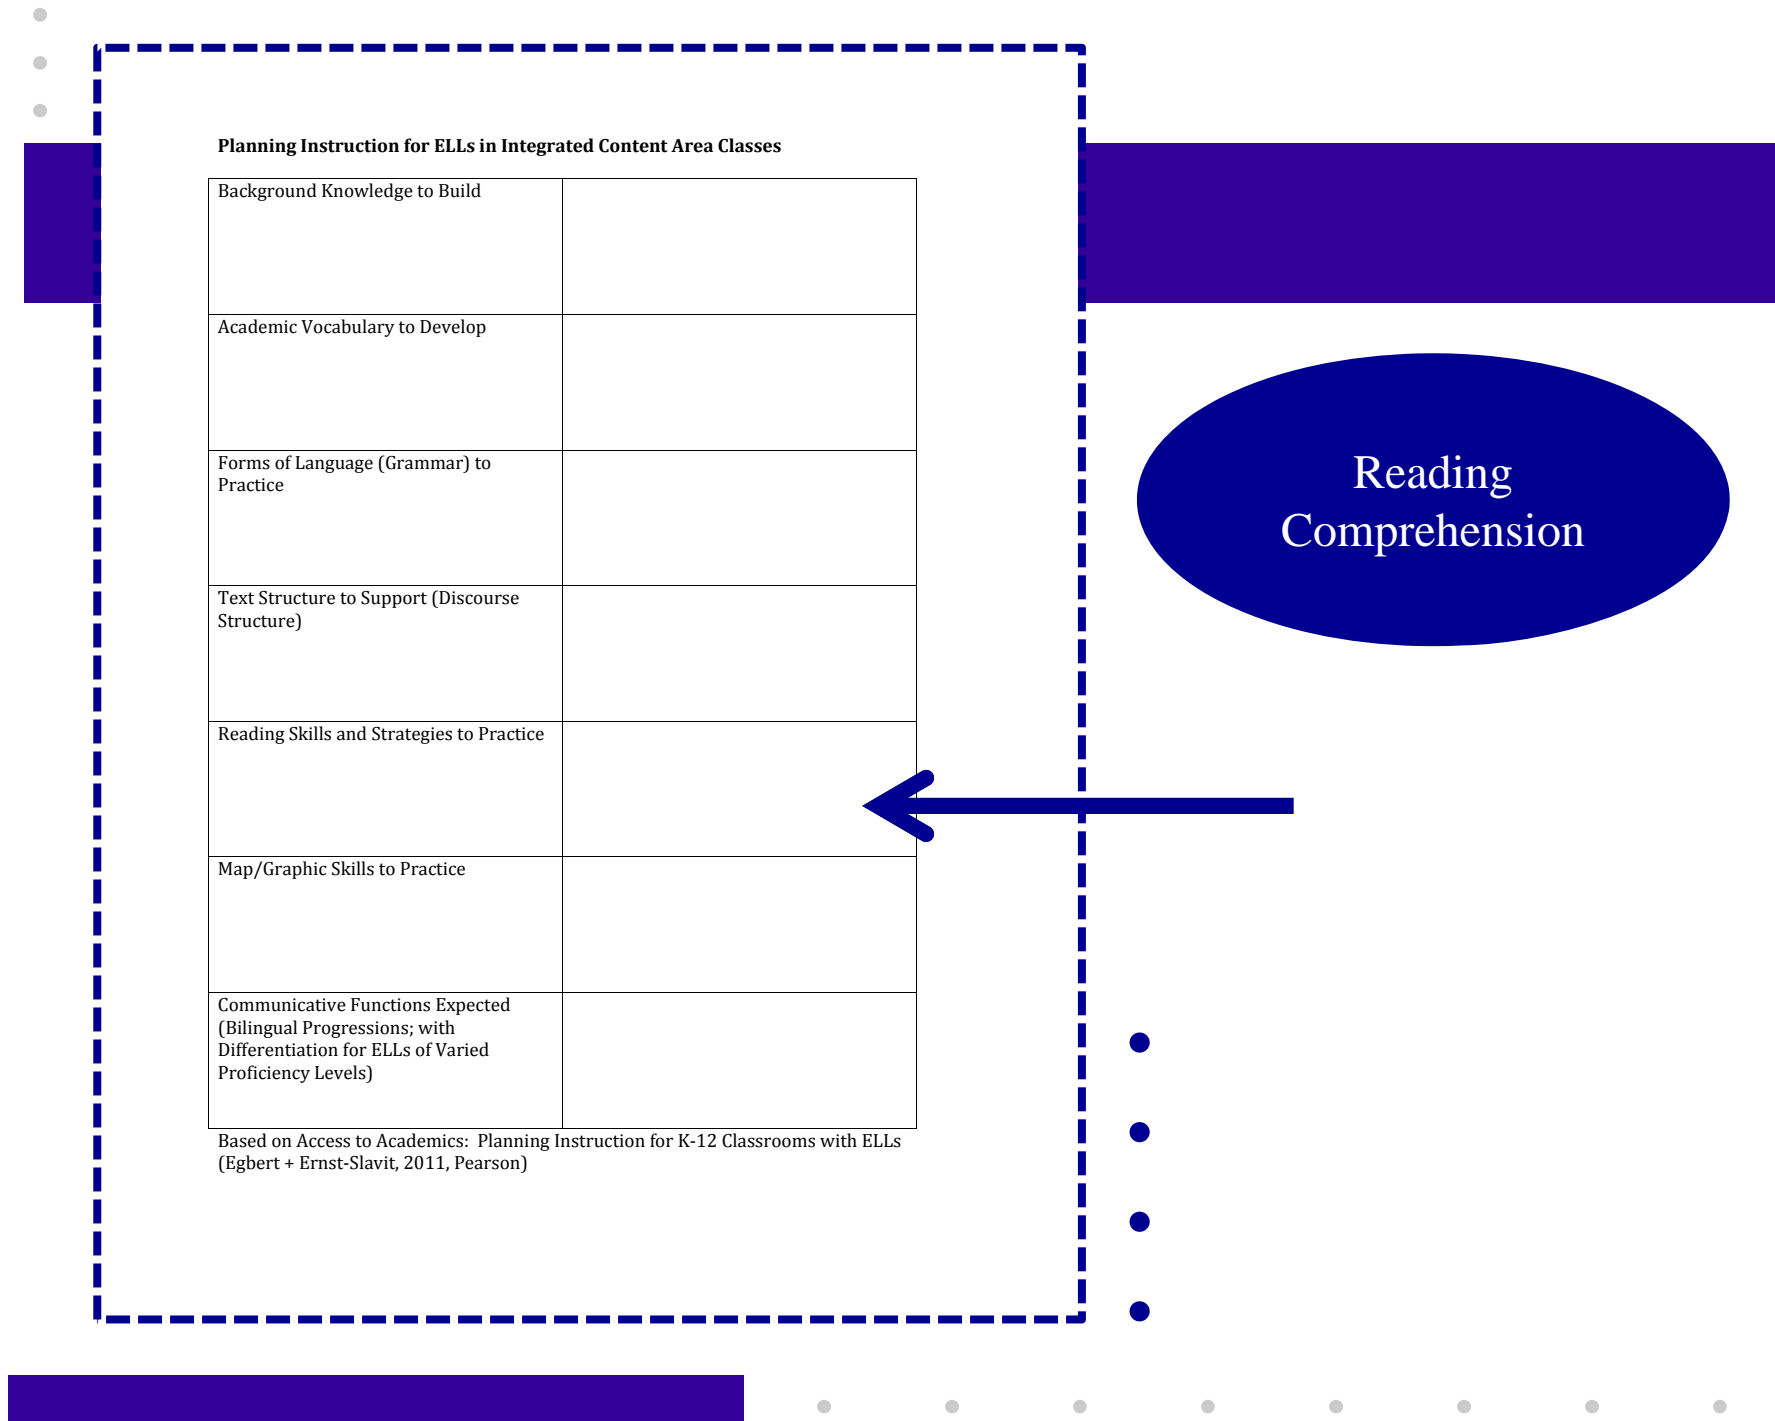 Planning Instruction for ELLs in Integrated Content Area Classes
Background Knowledge to Build
Academic Vocabulary to Develop
Forms of Language (Grammar) to
Practice
Text Structure to Support (Discourse
Structure)
Reading Skills and Strategies to Practice
Map/Graphic Skills to Practice
Communicative Functions Expected
(Bilingual Progressions; with
Differentiation for ELLs of Varied
Proficiency Levels)
Based on Access to Academics:  Planning Instruction for K-12 Classrooms with ELLs
(Egbert + Ernst-Slavit, 2011, Pearson)
Reading
Comprehension